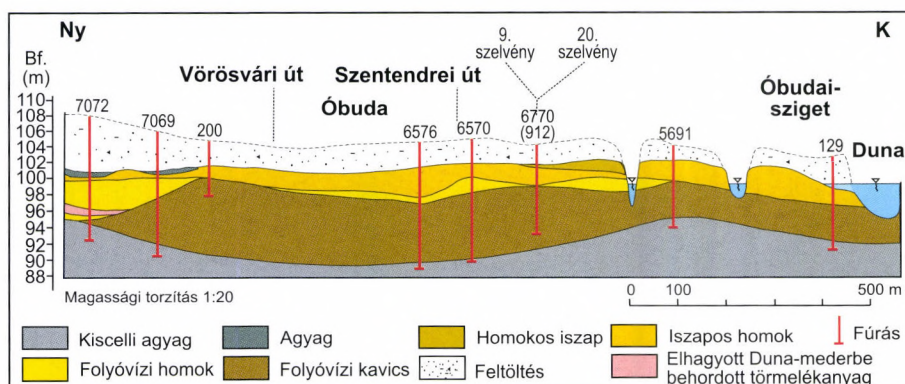 Ny
K
9.
szelvény
20.
szelvény
Bf.
(m)
Vörösvári út
Szentendrei út
Óbuda
Óbudai-
sziget
Duna
7072
7069
200
6576
6570
6770
(912)
5691
129
110
108
106
104
102
100
98
96
94
92
90
88
Magassági torzítás 1:20
0 100 500 m
Kiscelli agyag
Agyag
Homokos iszap
Iszapos homok
Fúrás
Folyóvízi homok
Folyóvízi kavics
Feltöltés
Elhagyott Duna-mederbe
behordott törmelékanyag